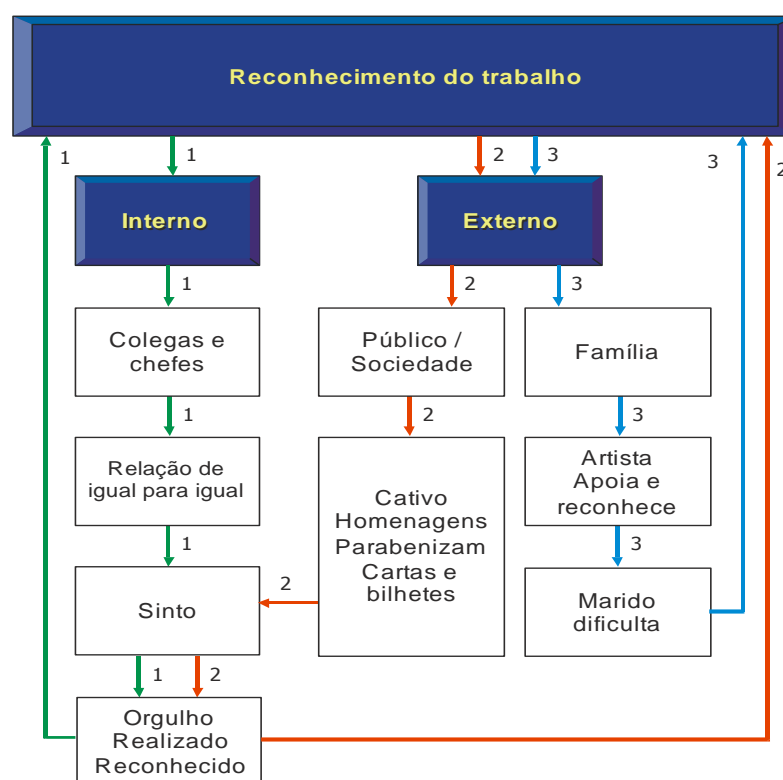 Reconhecimento do trabalho
1
1
2
3
3
2
Interno
Externo
1
2
3
Colegas e
chefes
Público /
Sociedade
Família
1
2
3
Relação de
igual para igual
Cativo
Homenagens
Parabenizam
Cartas e
bilhetes
Artista
Apoia e
reconhece
1
3
Sinto
2
Marido
dificulta
1
2
Orgulho
Realizado
Reconhecido